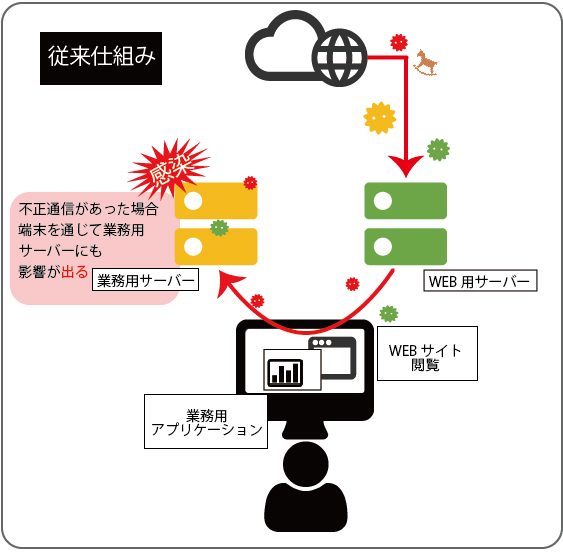 従来仕組み
感染
不正通信があった場合
端末を通じて業務用
サーバーにも
影響が出る
業務用サーバー
WEB 用サーバー
WEB サイト
閲覧
業務用
アプリケーション